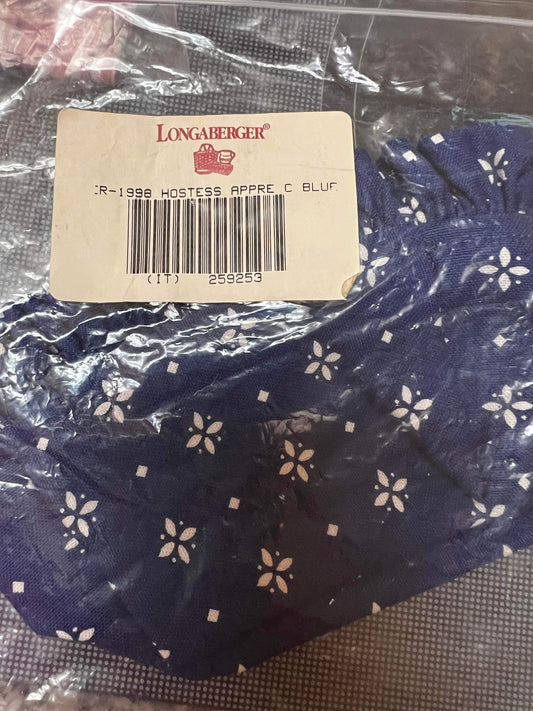 LONGABERGER®
CR-1998 HOSTESS APPRE C BLUE
(IT) 259253